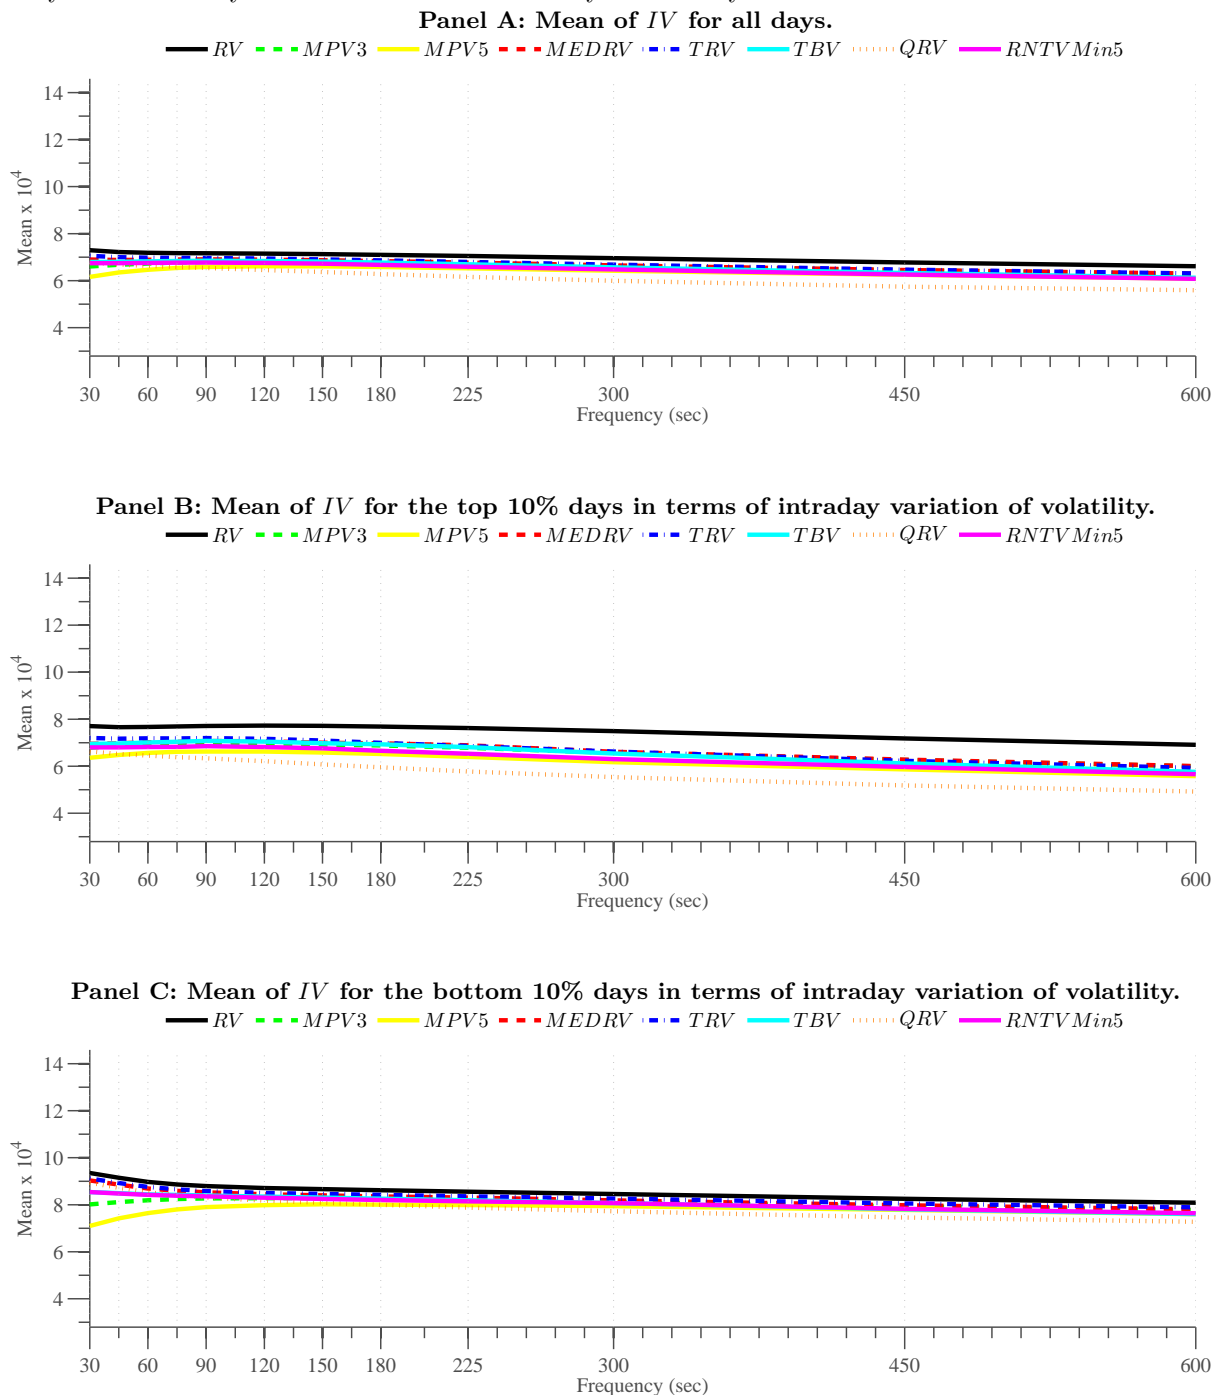 Panel A: Mean of IV for all days.
RV MPV3 MPV5 MEDRV TRV TBV QRV RNTVMin5
14
12
10
8
6
4
Mean x 10^4
30 60 90 120 150 180 225 300 450 600
Frequency (sec)
Panel B: Mean of IV for the top 10% days in terms of intraday variation of volatility.
RV MPV3 MPV5 MEDRV TRV TBV QRV RNTVMin5
14
12
10
8
6
4
Mean x 10^4
30 60 90 120 150 180 225 300 450 600
Frequency (sec)
Panel C: Mean of IV for the bottom 10% days in terms of intraday variation of volatility.
RV MPV3 MPV5 MEDRV TRV TBV QRV RNTVMin5
14
12
10
8
6
4
Mean x 10^4
30 60 90 120 150 180 225 300 450 600
Frequency (sec)